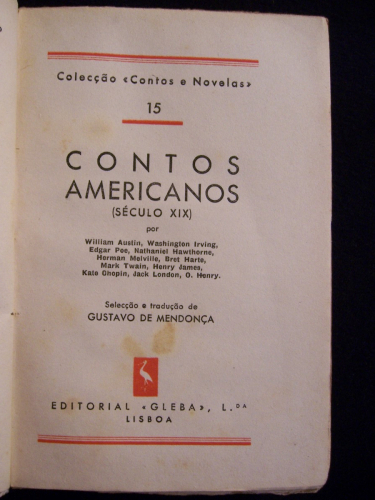 Colecção «Contos e Novelas»
15
CONTOS
AMERICANOS
(SÉCULO XIX)
por
William Austin, Washington Irving,
Edgar Poe, Nathaniel Hawthorne,
Herman Melville, Bret Harte,
Mark Twain, Henry James,
Kate Chopin, Jack London, O. Henry.
Selecção e tradução de
GUSTAVO DE MENDONÇA
EDITORIAL «GLEBA», L.DA
LISBOA